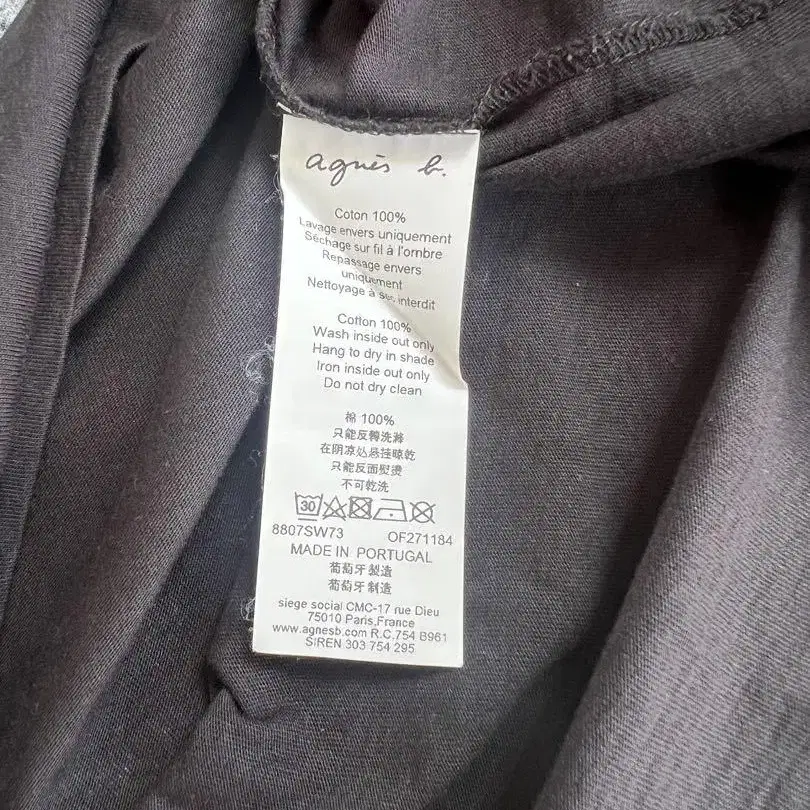 agnès b.
Coton 100%
Lavage envers uniquement
Séchage sur fil à l'ombre
Repassage envers
uniquement
Nettoyage à sec interdit
Cotton 100%
Wash inside out only
Hang to dry in shade
Iron inside out only
Do not dry clean
棉 100%
只能反轉洗滌
在阴凉处悬挂晾乾
只能反面熨燙
不可乾洗
30
8807SW73 OF271184
MADE IN PORTUGAL
葡萄牙製造
葡萄牙制造
siege social CMC-17 rue Dieu
75010 Paris,France
www.agnesb.com R.C.754 B961
SIREN 303 754 295